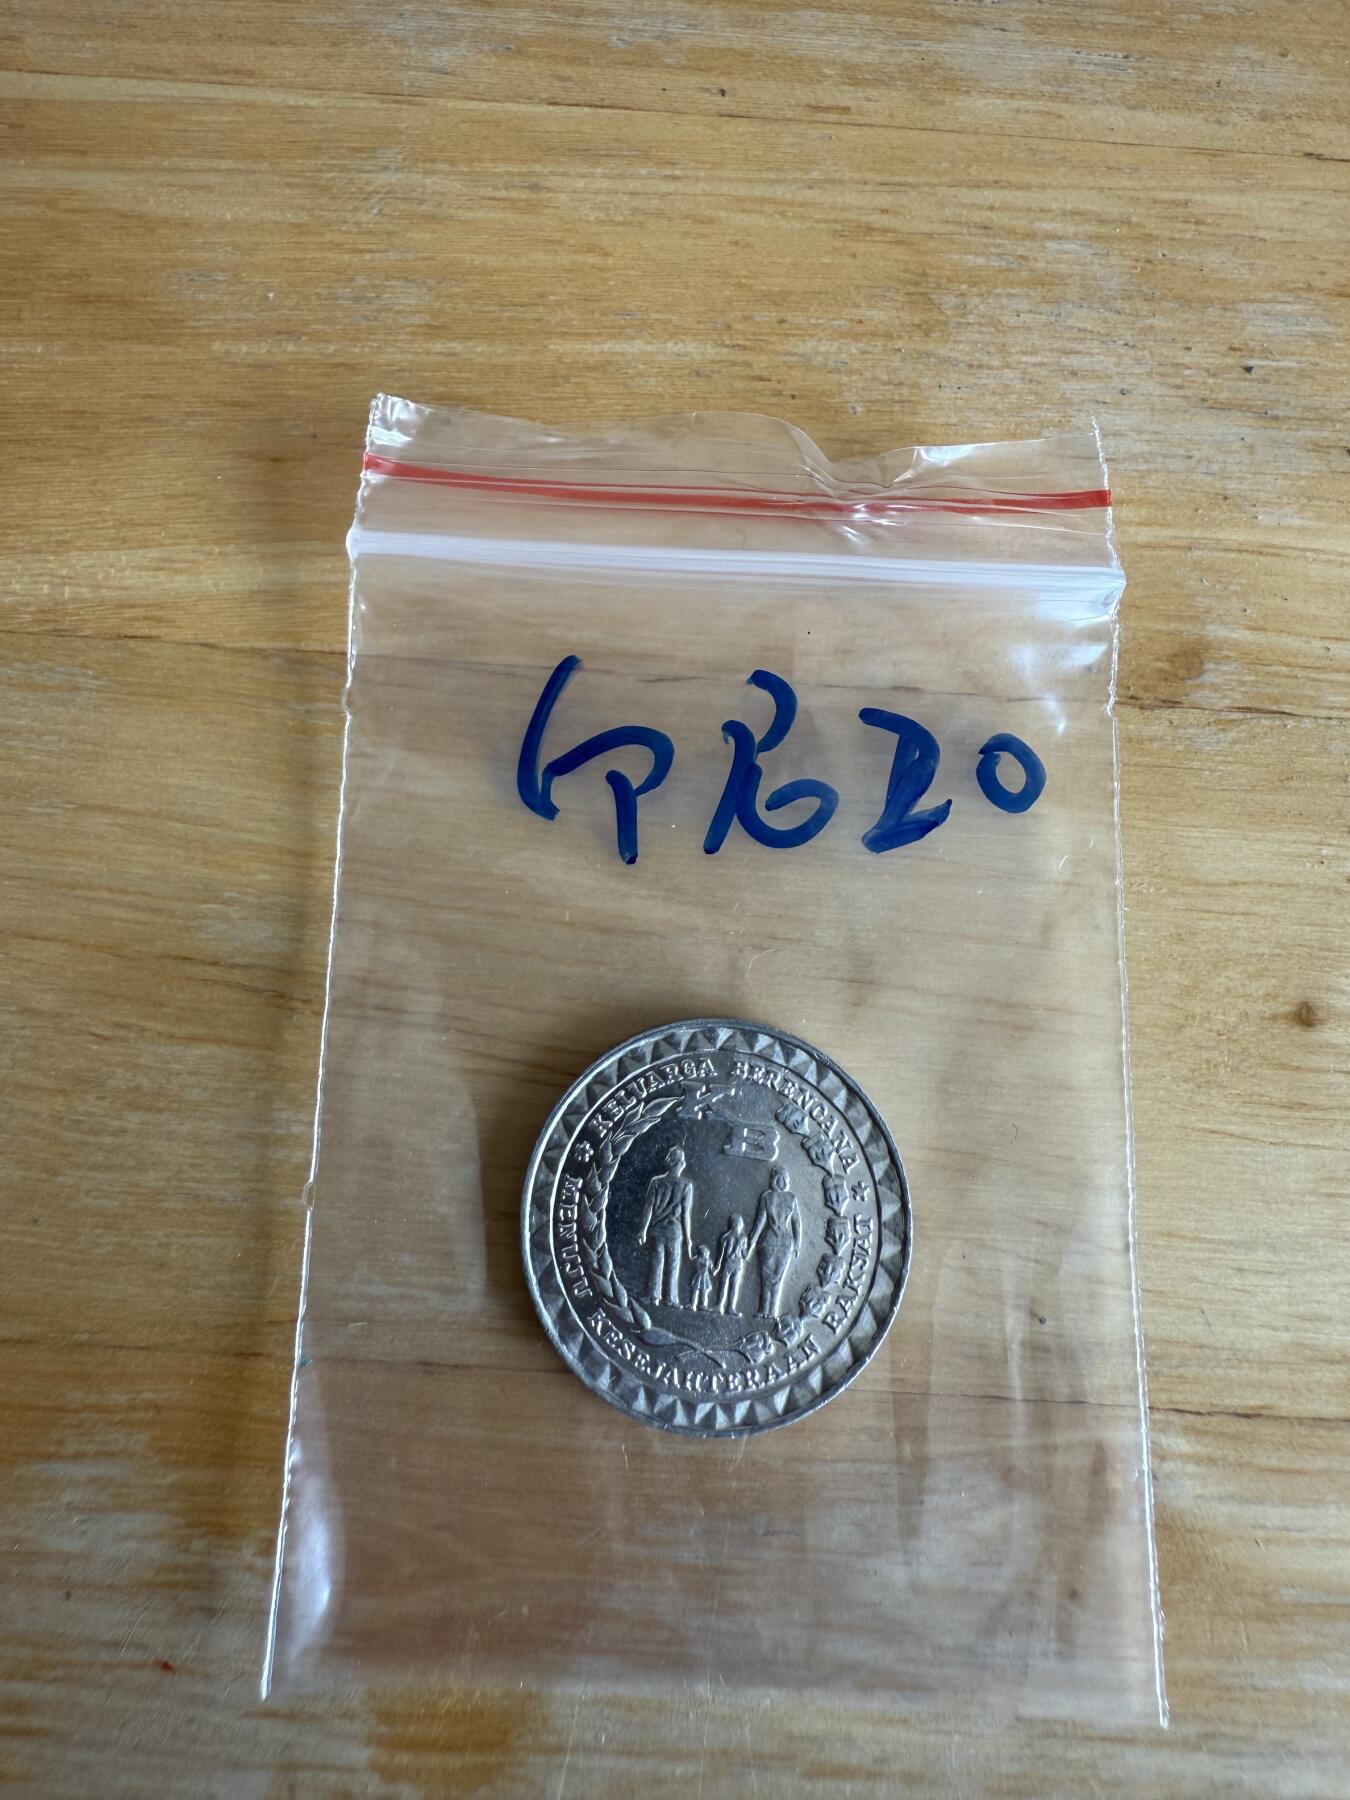 印尼20
KELUARGA BERENCANA
K
B
MENUJU KESEJAHTERAAN RAKYAT